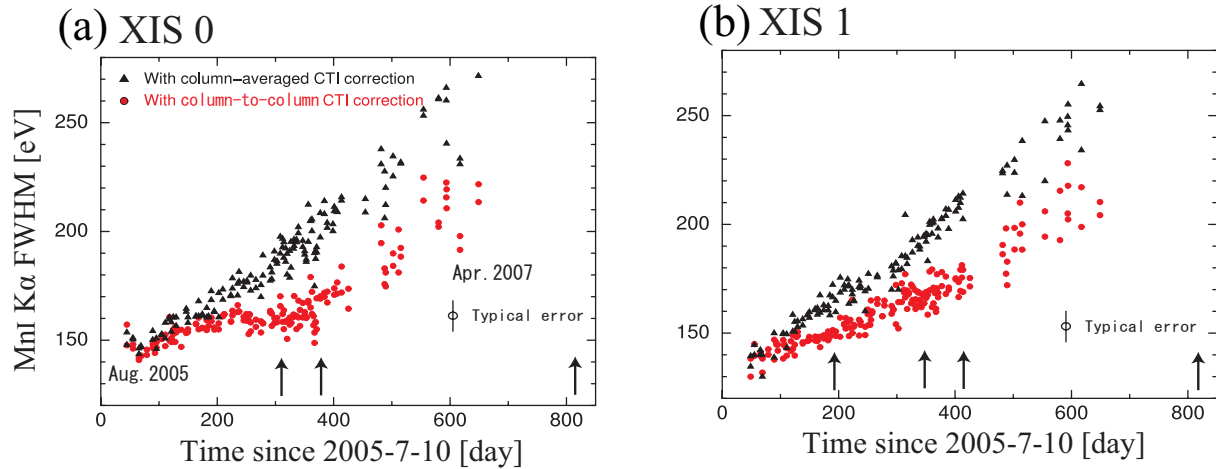 (a) XIS 0
MnI Kα FWHM [eV]
250
200
150
▲ With column-averaged CTI correction
● With column-to-column CTI correction
Apr.2007
Typical error
Aug.2005
0 200 400 600 800
Time since 2005-7-10 [day]
(b) XIS 1
250
200
150
Typical error
0 200 400 600 800
Time since 2005-7-10 [day]